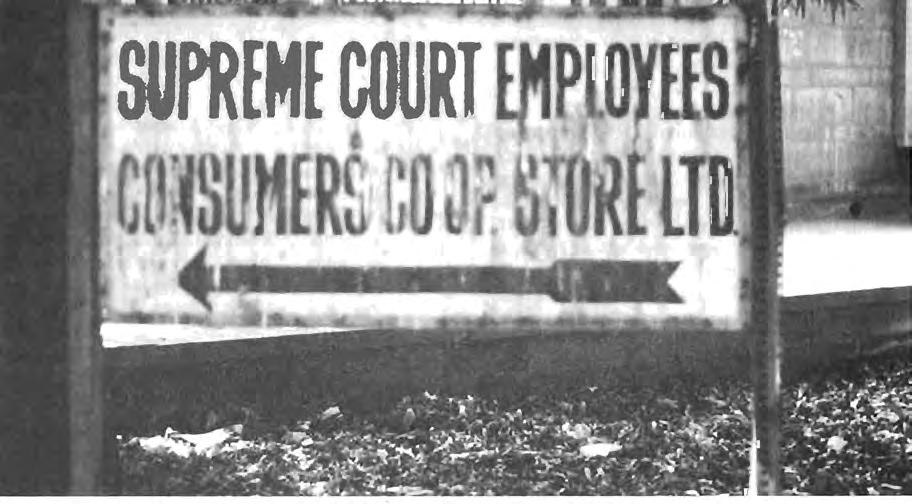 SUPREME COURT EMPLOYEES
CONSUMERS' CO OP. STORE LTD.